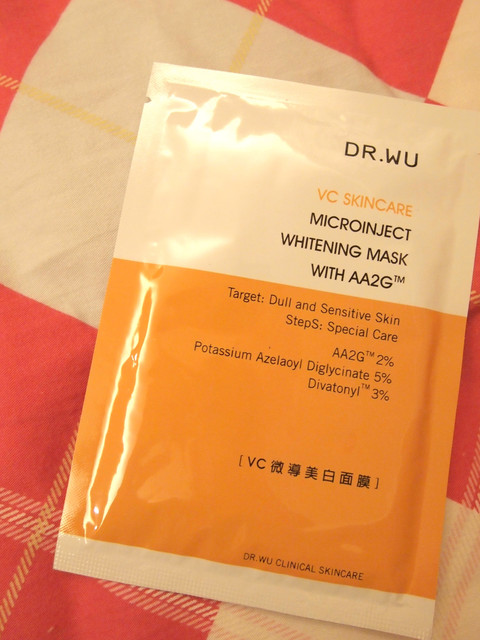 DR.WU
VC SKINCARE
MICROINJECT
WHITENING MASK
WITH AA2G™
Target: Dull and Sensitive Skin
StepS: Special Care
AA2G™ 2%
Potassium Azelaoyl Diglycinate 5%
Divatonyl™ 3%
[ VC 微導美白面膜 ]
DR.WU CLINICAL SKINCARE